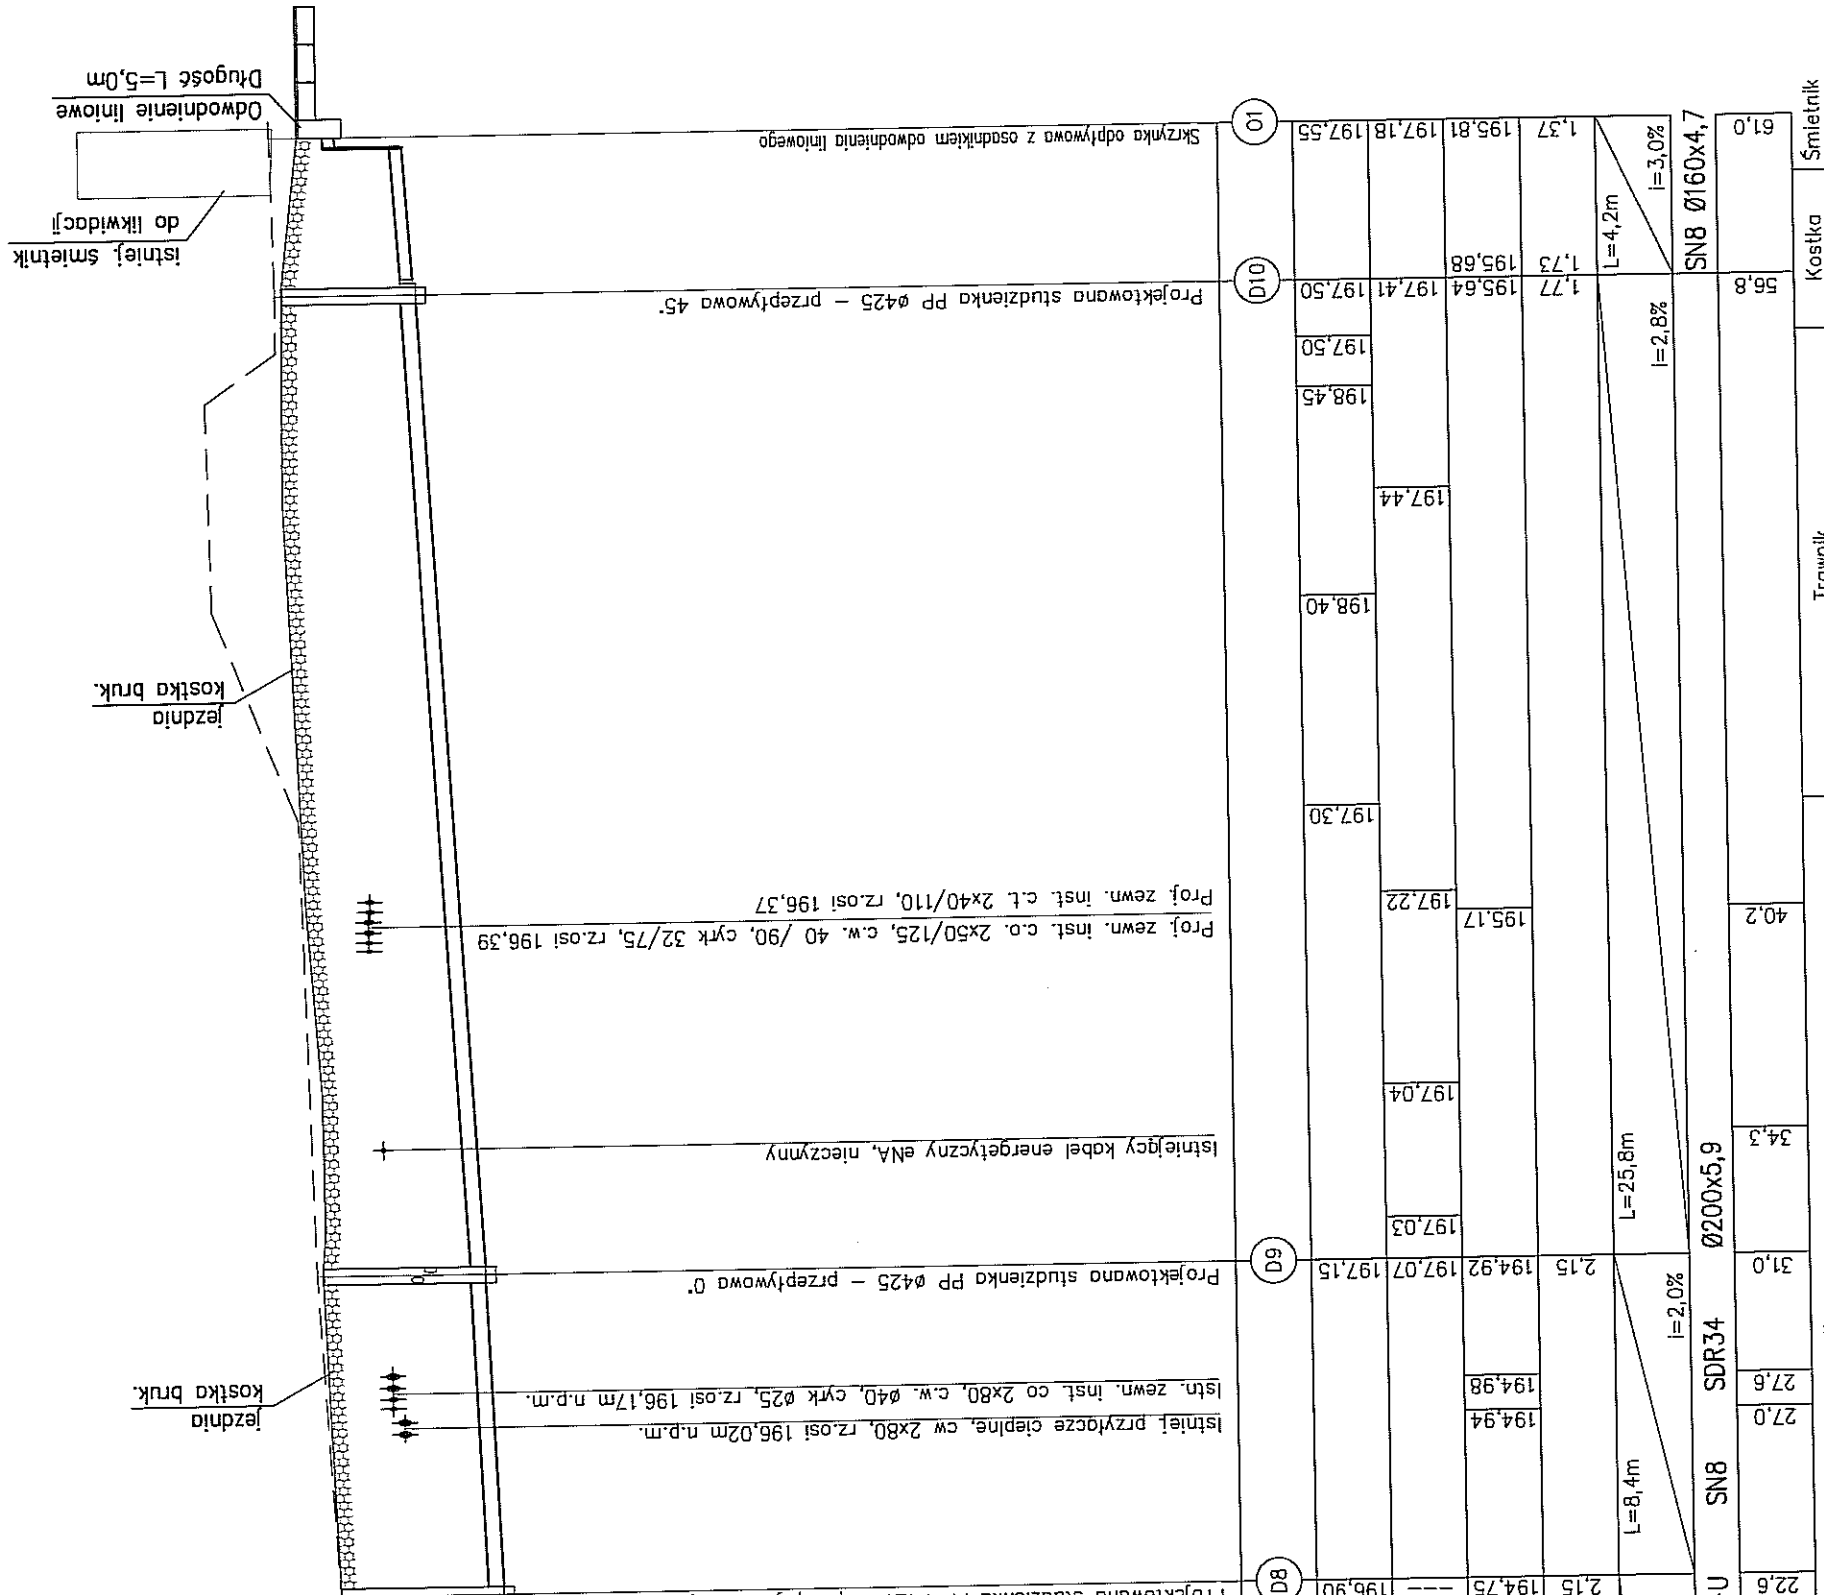 Odwodnienie liniowe
Długość L=5,0m
istniej. śmietnik
do likwidacji
jezdnia
kostka bruk.
jezdnia
kostka bruk.
Skrzynka odpływowa z osadnikiem odwodnienia liniowego
Projektowana studzienka PP ø425 – przepływowa 45°
Proj. zewn. inst. c.t. 2x40/110, rz.osi 196,37
Proj. zewn. inst. c.o. 2x50/125, c.w. 40 /90, cyrk 32/75, rz.osi 196,39
Istniejący kabel energetyczny eNA, nieczynny
Projektowana studzienka PP ø425 – przepływowa 0°
Istn. zewn. inst. co 2x80, c.w. ø40, cyrk ø25, rz.osi 196,17m n.p.m.
Istniej. przyłącze cieplne, cw 2x80, rz.osi 196,02m n.p.m.
O1
D10
D9
D8
197,55
197,50
197,50
198,45
198,40
197,30
197,15
196,90
197,18
197,41
197,44
197,22
197,04
197,03
197,07
---
195,81
195,68
195,64
195,17
194,92
194,98
194,94
194,75
1,37
1,73
1,77
2,15
2,15
L=4,2m
L=25,8m
L=8,4m
i=3,0%
i=2,8%
i=2,0%
SN8 Ø160x4,7
SN8 SDR34 Ø200x5,9
61,0
56,8
40,2
34,3
31,0
27,6
27,0
22,6
Śmietnik
Kostka
Trawnik